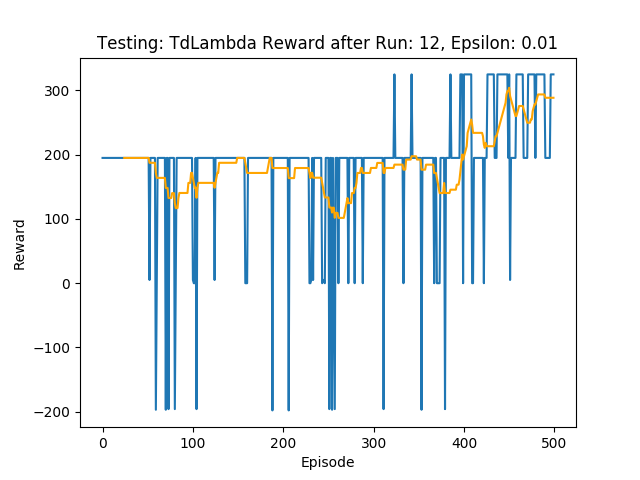 Testing: TdLambda Reward after Run: 12, Epsilon: 0.01
Reward
300
200
100
0
−100
−200
0 100 200 300 400 500
Episode